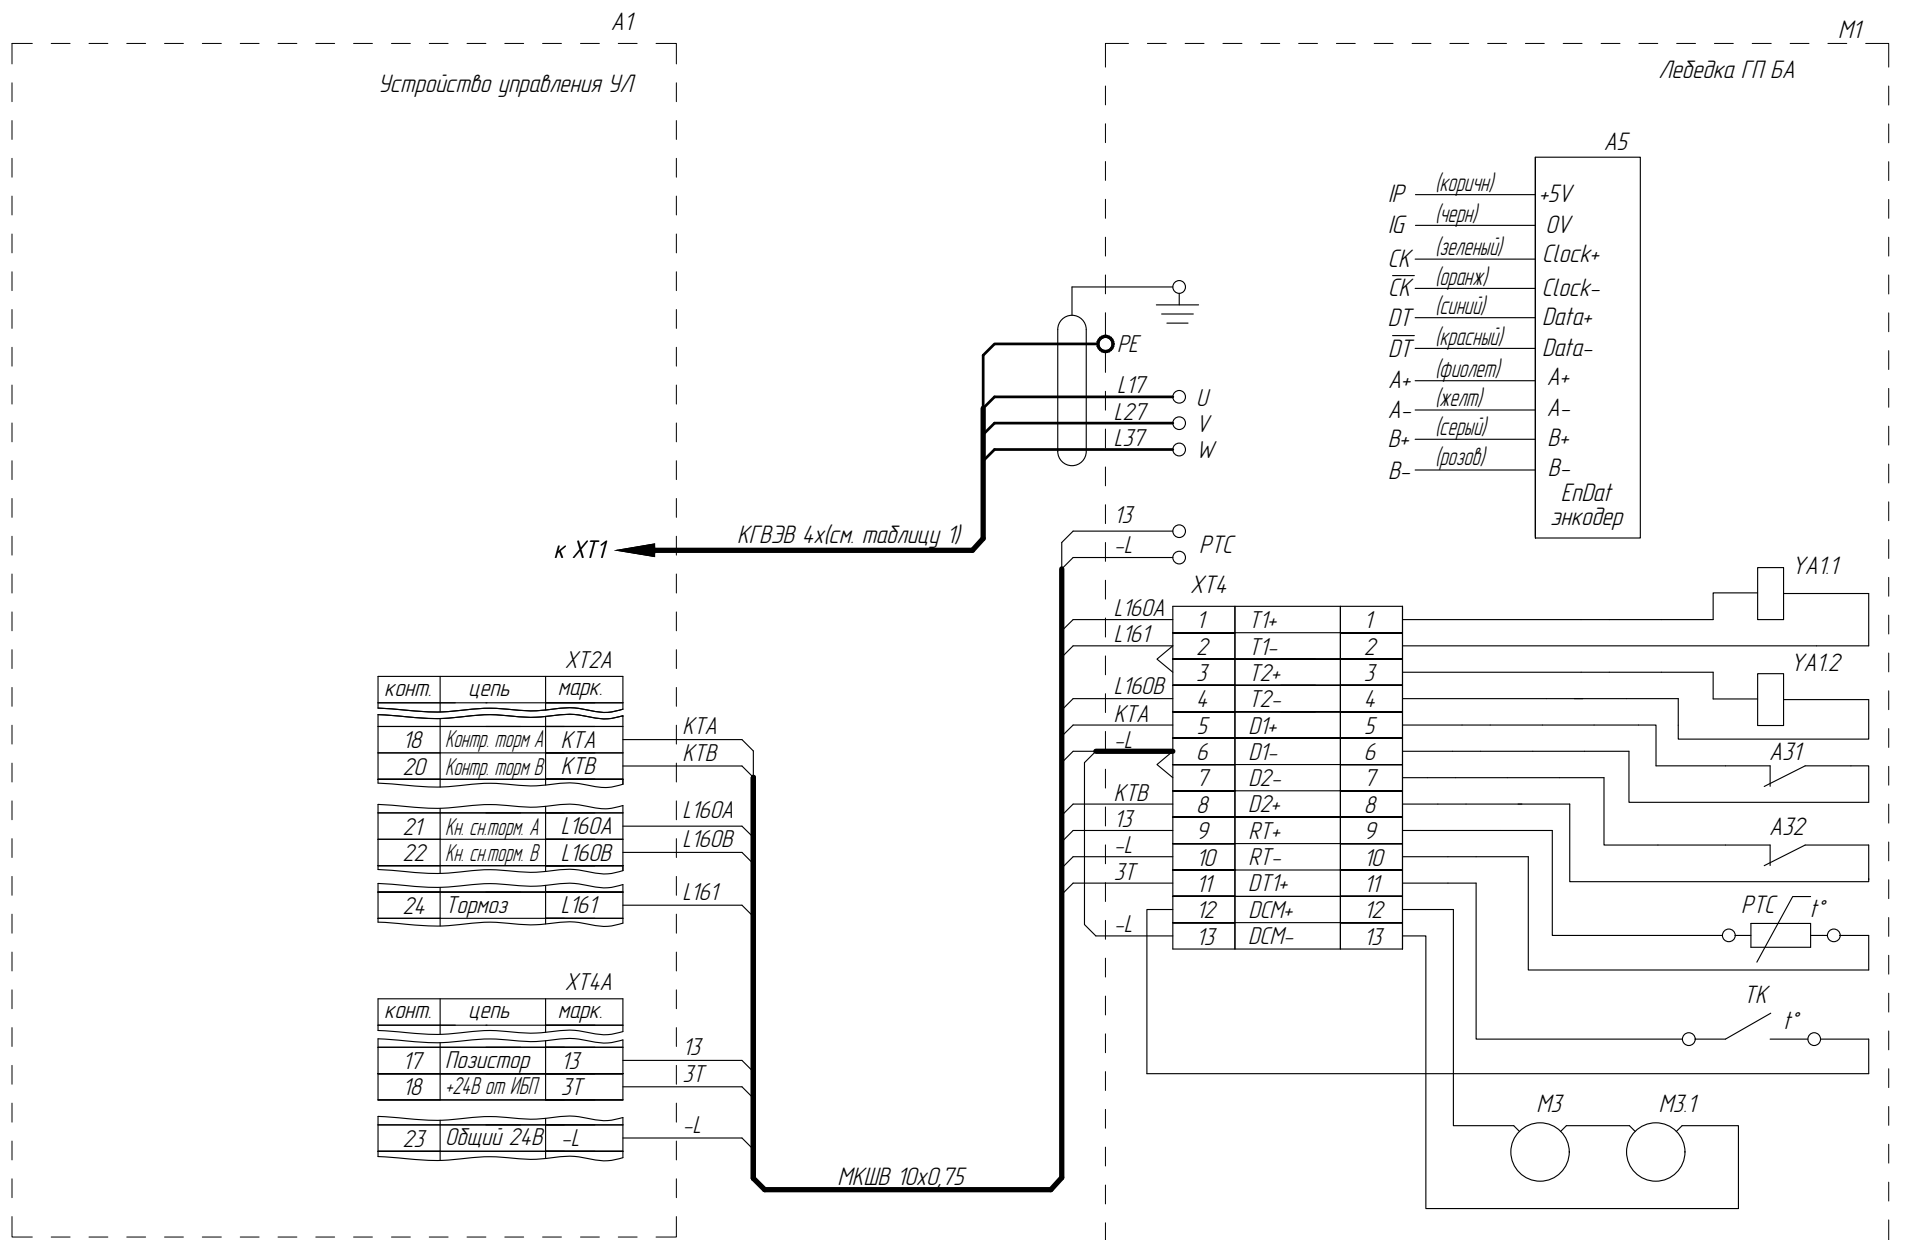 A1
Устройство управления УЛ
M1
Лебедка ГП БА
A5
IP (коричн) +5V
IG (черн) 0V
CK (зеленый) Clock+
C̅K̅ (оранж) Clock-
DT (синий) Data+
D̅T̅ (красный) Data-
A+ (фиолет) A+
A- (желт) A-
B+ (серый) B+
B- (розов) B-
EnDat
энкодер
PE
L17 U
L27 V
L37 W
к XT1
КГВЭВ 4x(см. таблицу 1)
13
-L
PTC
XT4
L160A 1 T1+ 1
L161 2 T1- 2
3 T2+ 3
L160B 4 T2- 4
KTA 5 D1+ 5
-L 6 D1- 6
7 D2- 7
KTB 8 D2+ 8
13 9 RT+ 9
-L 10 RT- 10
3T 11 DT1+ 11
12 DCM+ 12
-L 13 DCM- 13
YA1.1
YA1.2
A31
A32
PTC t°
TK t°
M3 M3.1
XT2A
конт. цепь марк.
18 Контр. торм A KTA KTA
20 Контр. торм B KTB KTB
21 Кн. сн.торм. A L160A L160A
22 Кн. сн.торм. B L160B L160B
24 Тормоз L161 L161
XT4A
конт. цепь марк.
17 Позистор 13 13
18 +24В от ИБП 3T 3T
23 Общий 24В -L -L
МКШВ 10x0,75